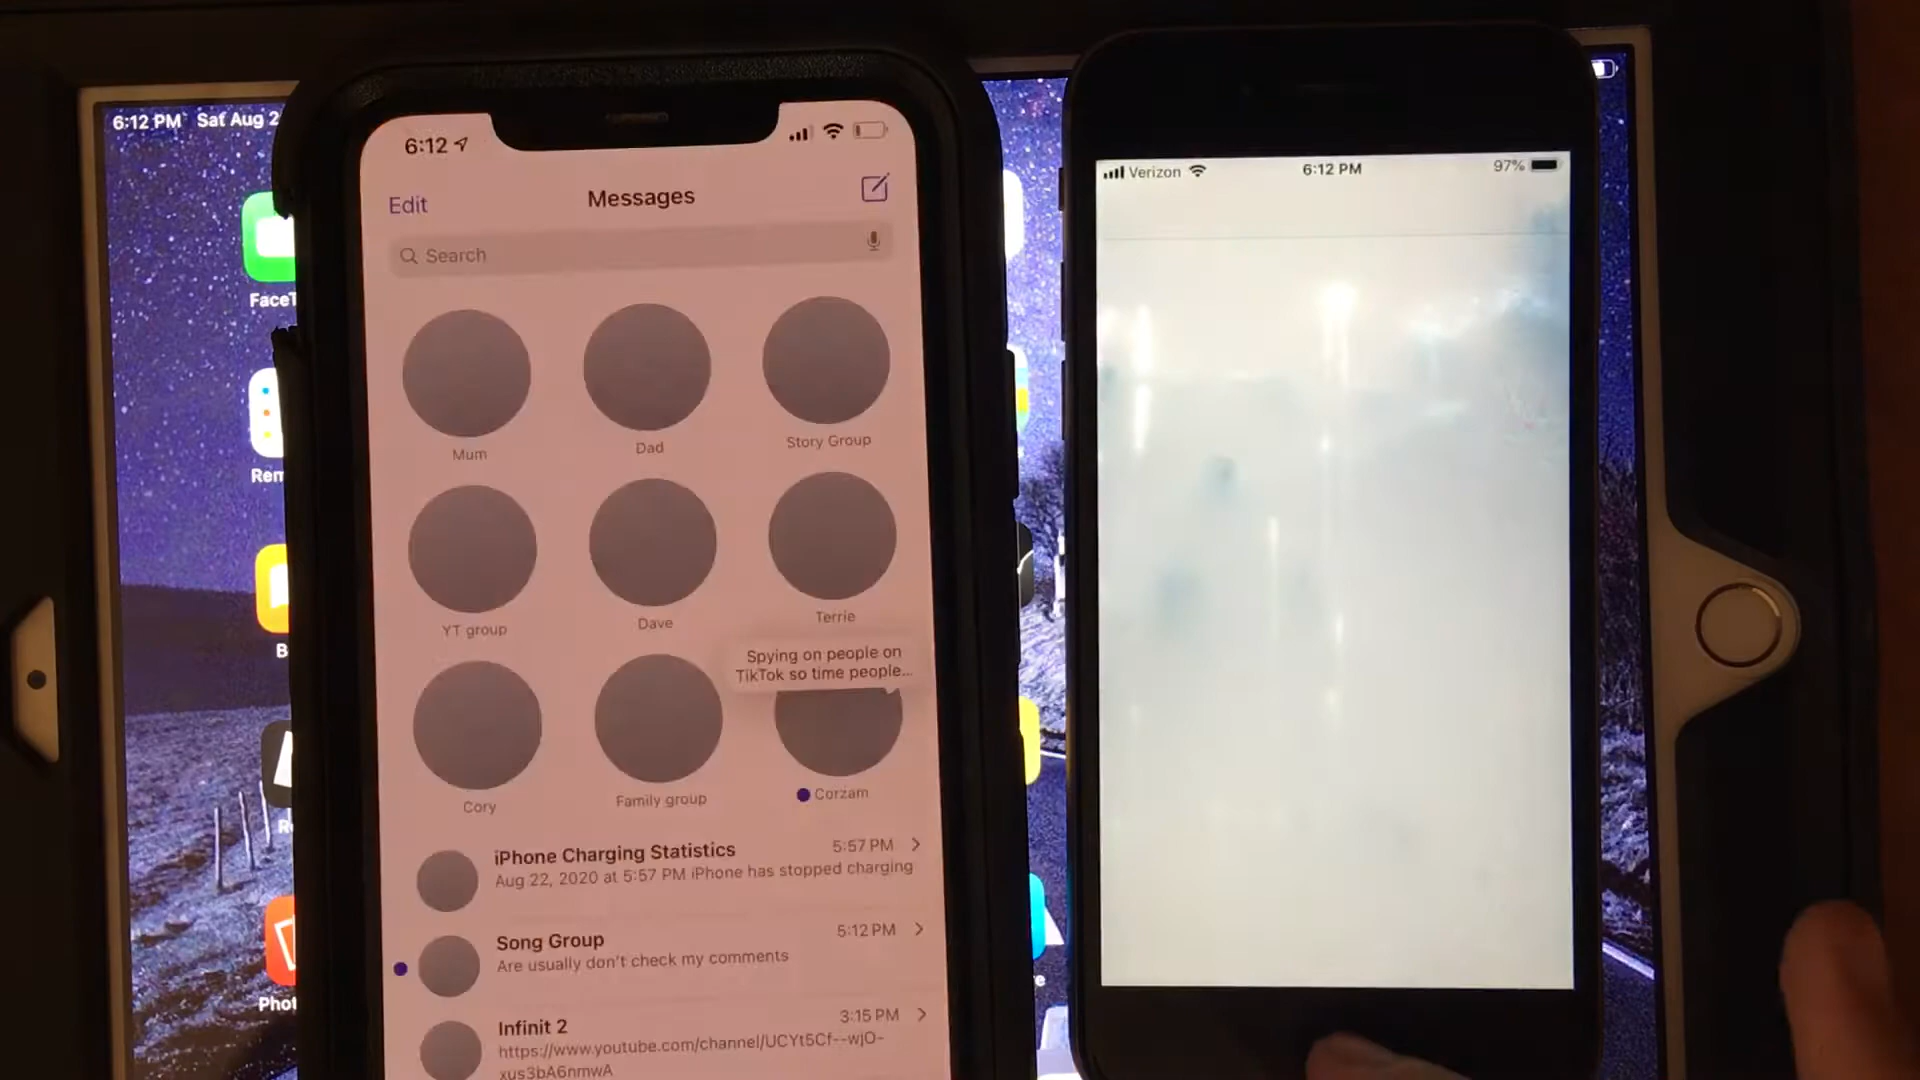 6:12 PM Sat Aug 2
FaceT
Rem
B
R
Phot
6:12
Edit
Messages
Search
Mum
Dad
Story Group
YT group
Dave
Terrie
Spying on people on
TikTok so time people...
Cory
Family group
Corzam
iPhone Charging Statistics
5:57 PM
Aug 22, 2020 at 5:57 PM iPhone has stopped charging
Song Group
5:12 PM
Are usually don't check my comments
Infinit 2
3:15 PM
https://www.youtube.com/channel/UCYt5Cf--wjO-
xus3bA6nmwA
Verizon
6:12 PM
97%